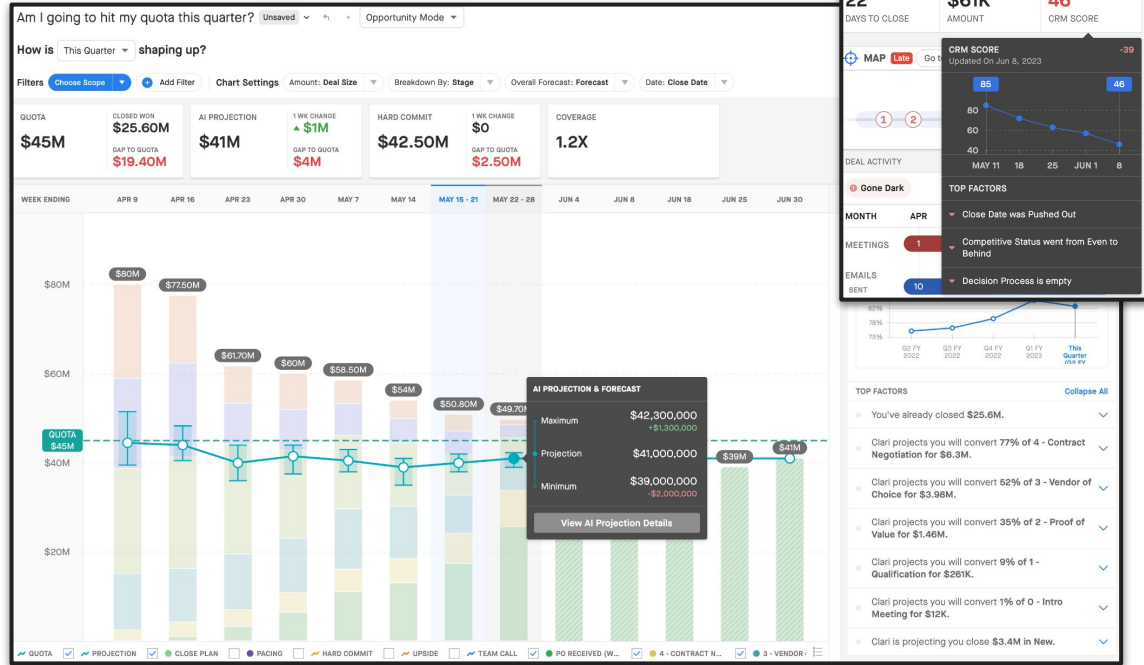 Am I going to hit my quota this quarter? Unsaved Opportunity Mode
How is This Quarter shaping up?
Filters Choose Scope Add Filter Chart Settings Amount: Deal Size Breakdown By: Stage Overall Forecast: Forecast Date: Close Date
QUOTA
$45M
CLOSED WON
$25.60M
GAP TO QUOTA
$19.40M
AI PROJECTION
$41M
1 WK CHANGE
$1M
GAP TO QUOTA
$4M
HARD COMMIT
$42.50M
1 WK CHANGE
$0
GAP TO QUOTA
$2.50M
COVERAGE
1.2X
WEEK ENDING APR 9 APR 16 APR 23 APR 30 MAY 7 MAY 14 MAY 15 - 21 MAY 22 - 28 JUN 4 JUN 8 JUN 18 JUN 25 JUN 30
$80M
$60M
QUOTA
$45M
$40M
$20M
$80M
$77.50M
$61.70M
$60M
$58.50M
$54M
$50.80M
$49.70M
$39M
$41M
AI PROJECTION & FORECAST
Maximum $42,300,000
+$1,300,000
Projection $41,000,000
Minimum $39,000,000
-$2,000,000
View AI Projection Details
QUOTA PROJECTION CLOSE PLAN PACING HARD COMMIT UPSIDE TEAM CALL PO RECEIVED (W... 4 - CONTRACT N... 3 - VENDOR
22
DAYS TO CLOSE
$61K
AMOUNT
46
CRM SCORE
MAP Late Go t
1 2
DEAL ACTIVITY
Gone Dark
MONTH APR
MEETINGS 1
EMAILS
SENT 10
CRM SCORE -39
Updated On Jun 8, 2023
85 46
80
60
40
MAY 11 18 25 JUN 1 8
TOP FACTORS
Close Date was Pushed Out
Competitive Status went from Even to
Behind
Decision Process is empty
82%
78%
73%
Q2 FY
2022
Q3 FY
2022
Q4 FY
2022
Q1 FY
2023
This
Quarter
(Q2 FY
TOP FACTORS Collapse All
You've already closed $25.6M.
Clari projects you will convert 77% of 4 - Contract
Negotiation for $6.3M.
Clari projects you will convert 52% of 3 - Vendor of
Choice for $3.98M.
Clari projects you will convert 35% of 2 - Proof of
Value for $1.46M.
Clari projects you will convert 9% of 1 -
Qualification for $261K.
Clari projects you will convert 1% of 0 - Intro
Meeting for $12K.
Clari is projecting you close $3.4M in New.